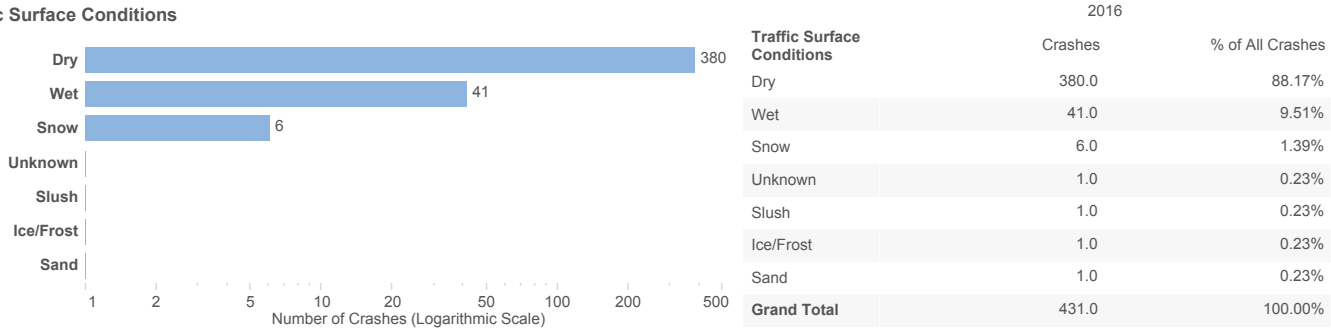 Surface Conditions
Dry
380
Wet
41
Snow
6
Unknown
Slush
Ice/Frost
Sand
1 2 5 10 20 50 100 200 500
Number of Crashes (Logarithmic Scale)
2016
Traffic Surface Conditions Crashes % of All Crashes
Dry 380.0 88.17%
Wet 41.0 9.51%
Snow 6.0 1.39%
Unknown 1.0 0.23%
Slush 1.0 0.23%
Ice/Frost 1.0 0.23%
Sand 1.0 0.23%
Grand Total 431.0 100.00%